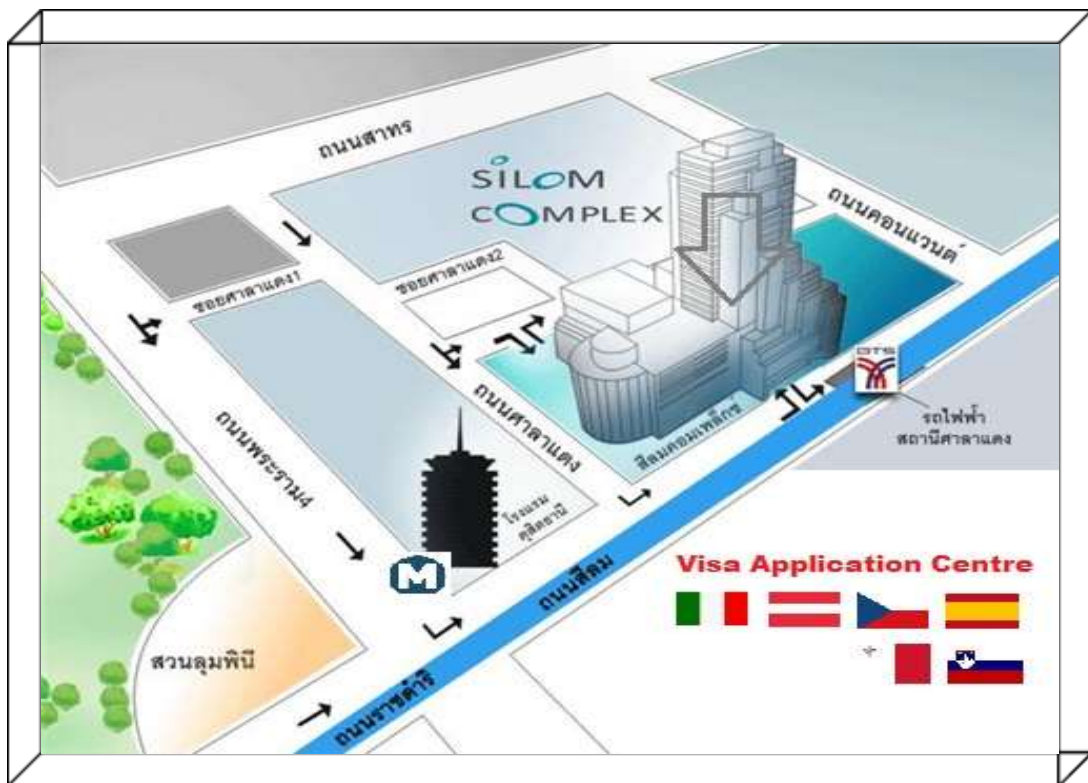 ถนนสาทร
SILOM
COMPLEX
ถนนคอนแวนต์
ซอยศาลาแดง1
ซอยศาลาแดง2
BTS
รถไฟฟ้า
สถานีศาลาแดง
ถนนพระราม4
ถนนศาลาแดง
สีลมคอมเพล็กซ์
โรงแรม
ดุสิตธานี
M
ถนนสีลม
Visa Application Centre
สวนลุมพินี
ถนนราชดำริ